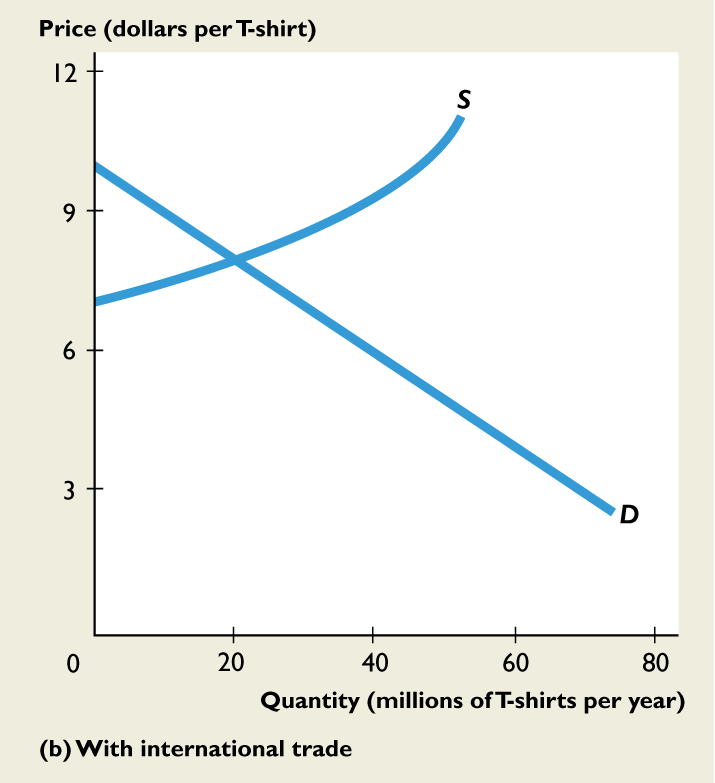 Price (dollars per T-shirt)
12
S
9
6
3
D
0
20
40
60
80
Quantity (millions of T-shirts per year)
(b) With international trade